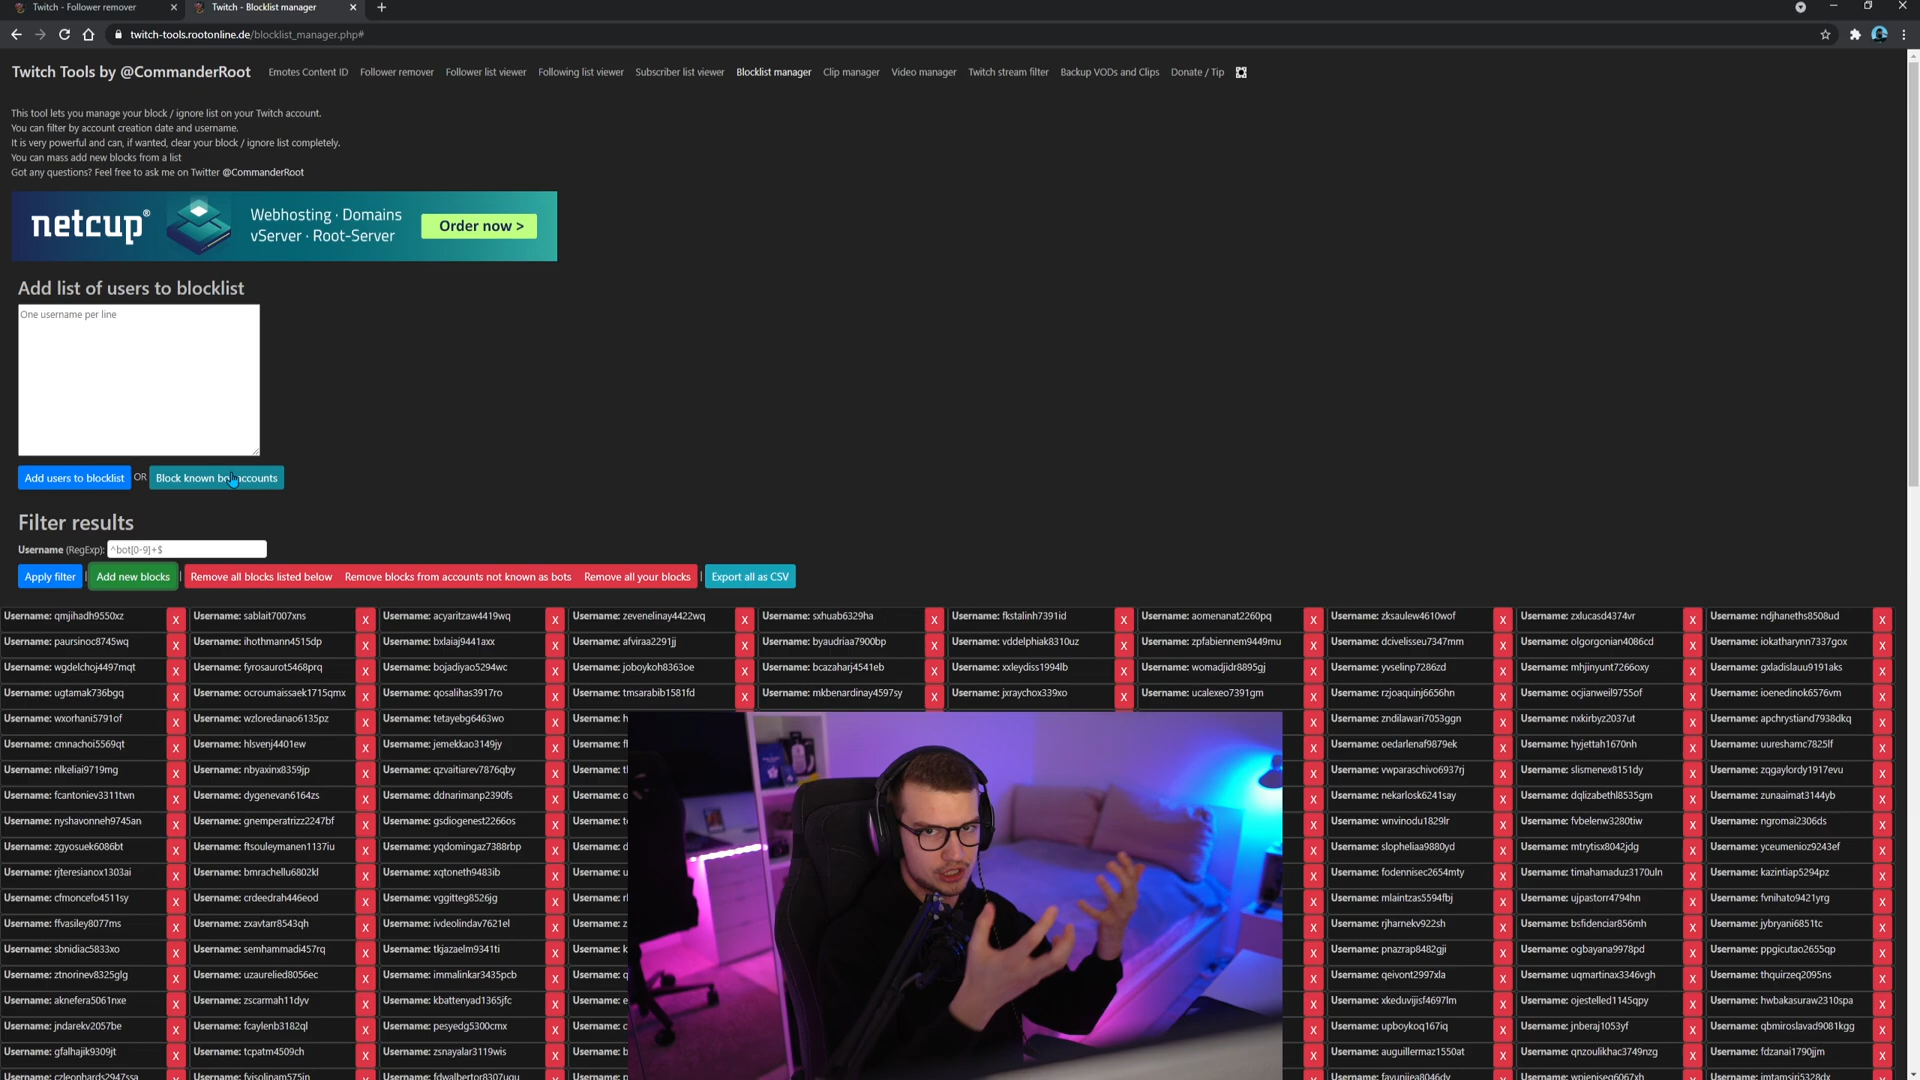 Twitch - Follower remover
Twitch - Blocklist manager
twitch-tools.rootonline.de/blocklist_manager.php#
Twitch Tools by @CommanderRoot Emotes Content ID Follower remover Follower list viewer Following list viewer Subscriber list viewer Blocklist manager Clip manager Video manager Twitch stream filter Backup VODs and Clips Donate / Tip
This tool lets you manage your block / ignore list on your Twitch account.
You can filter by account creation date and username.
It is very powerful and can, if wanted, clear your block / ignore list completely.
You can mass add new blocks from a list
Got any questions? Feel free to ask me on Twitter @CommanderRoot
netcup®
Webhosting · Domains
vServer · Root-Server
Order now >
Add list of users to blocklist
One username per line
Add users to blocklist OR Block known accounts
Filter results
Username (RegExp): ^bot[0-9]+$
Apply filter | Add new blocks | Remove all blocks listed below Remove blocks from accounts not known as bots Remove all your blocks | Export all as CSV
Username: qmjihadh9550xz X Username: sablait7007xns X Username: acyaritzaw4419wq X Username: zevenelinay4422wq X Username: sxhuab6329ha X Username: fkstalinh7391id X Username: aomenanat2260pq X Username: zksaulew4610wof X Username: zxlucasd4374vr X Username: ndjhaneths8508ud X
Username: paursinoc8745wq X Username: ihothmann4515dp X Username: bxlaiaj9441axx X Username: afviraa2291jj X Username: byaudriaa7900bp X Username: vddelphiak8310uz X Username: zpfabiennem9449mu X Username: dcivelisseu7347mm X Username: olgorgonian4086cd X Username: iokatharynn7337gox X
Username: wgdelchoj4497mqt X Username: fyrosaurot5468prq X Username: bojadiyao5294wc X Username: joboykoh8363oe X Username: bcazaharj4541eb X Username: xxleydiss1994lb X Username: womadjidr8895gj X Username: yvselinp7286zd X Username: mhjinyunt7266oxy X Username: gxladislauu9191aks X
Username: ugtamak736bgq X Username: ocroumaissaek1715qmx X Username: qosalihas3917ro X Username: tmsarabib1581fd X Username: mkbenardinay4597sy X Username: jxraychox339xo X Username: ucalexeo7391gm X Username: rzjoaquinj6656hn X Username: ocjianweil9755of X Username: ioenedinok6576vm X
Username: wxorhani5791of X Username: wzloredanao6135pz X Username: tetayebg6463wo X Username: X Username: zndilawari7053ggn X Username: nxkirbyz2037ut X Username: apchrystiand7938dkq X
Username: cmnachoi5569qt X Username: hlsvenj4401ew X Username: jemekkao3149jy X Username: X Username: oedarlenaf9879ek X Username: hyjettah1670nh X Username: uureshamc7825lf X
Username: nlkeliai9719mg X Username: nbyaxinx8359jp X Username: qzvaitiarev7876qby X Username: X Username: vwparaschivo6937rj X Username: slismenex8151dy X Username: zqgaylordy1917evu X
Username: fcantoniev3311twn X Username: dygenevan6164zs X Username: ddnarimanp2390fs X Username: X Username: nekarlosk6241say X Username: dqlizabethl8535gm X Username: zunaaimat3144yb X
Username: nyshavonneh9745an X Username: gnemperatrizz2247bf X Username: gsdiogenest2266os X Username: X Username: wnvinodu1829lr X Username: fvbelenw3280tiw X Username: ngromai2306ds X
Username: zgyosuek6086bt X Username: ftsouleymanen1137iu X Username: yqdomingaz7388rbp X Username: X Username: slopheliaa9880yd X Username: mtrytisx8042jdg X Username: yceumenioz9243ef X
Username: rjteresianox1303ai X Username: bmrachellu6802kl X Username: xqtoneth9483ib X Username: X Username: fodennisec2654mty X Username: timahamaduz3170uln X Username: kazintiap5294pz X
Username: cfmoncefo4511sy X Username: crdeedrah446eod X Username: vggitteg8526jg X Username: X Username: mlaintzas5594fbj X Username: ujpastorr4794hn X Username: fvnihato9421yrg X
Username: ffvasiley8077ms X Username: zxavtarr8543qh X Username: ivdeolindav7621el X Username: X Username: rjharnekv922sh X Username: bsfidenciar856mh X Username: jybryani6851tc X
Username: sbnidiac5833xo X Username: semhammadi457rq X Username: tkjazaelm9341ti X Username: X Username: pnazrap8482gji X Username: ogbayana9978pd X Username: ppgicutao2655qp X
Username: ztnorinev8325glg X Username: uzaurelied8056ec X Username: immalinkar3435pcb X Username: X Username: qeivont2997xla X Username: uqmartinax3346vgh X Username: thquirzeq2095ns X
Username: aknefera5061nxe X Username: zscarmah11dyv X Username: kbattenyad1365jfc X Username: X Username: xkeduvijisf4697lm X Username: ojestelled1145qpy X Username: hwbakasuraw2310spa X
Username: jndarekv2057be X Username: fcaylenb3182ql X Username: pesyedg5300cmx X Username: X Username: upboykoq167iq X Username: jnberaj1053yf X Username: qbmiroslavad9081kgg X
Username: gfalhajik9309jt X Username: tcpatm4509ch X Username: zsnayalar3119wis X Username: X Username: auguillermaz1550at X Username: qnzoulikhac3749nzg X Username: fdzanai1790jjm X